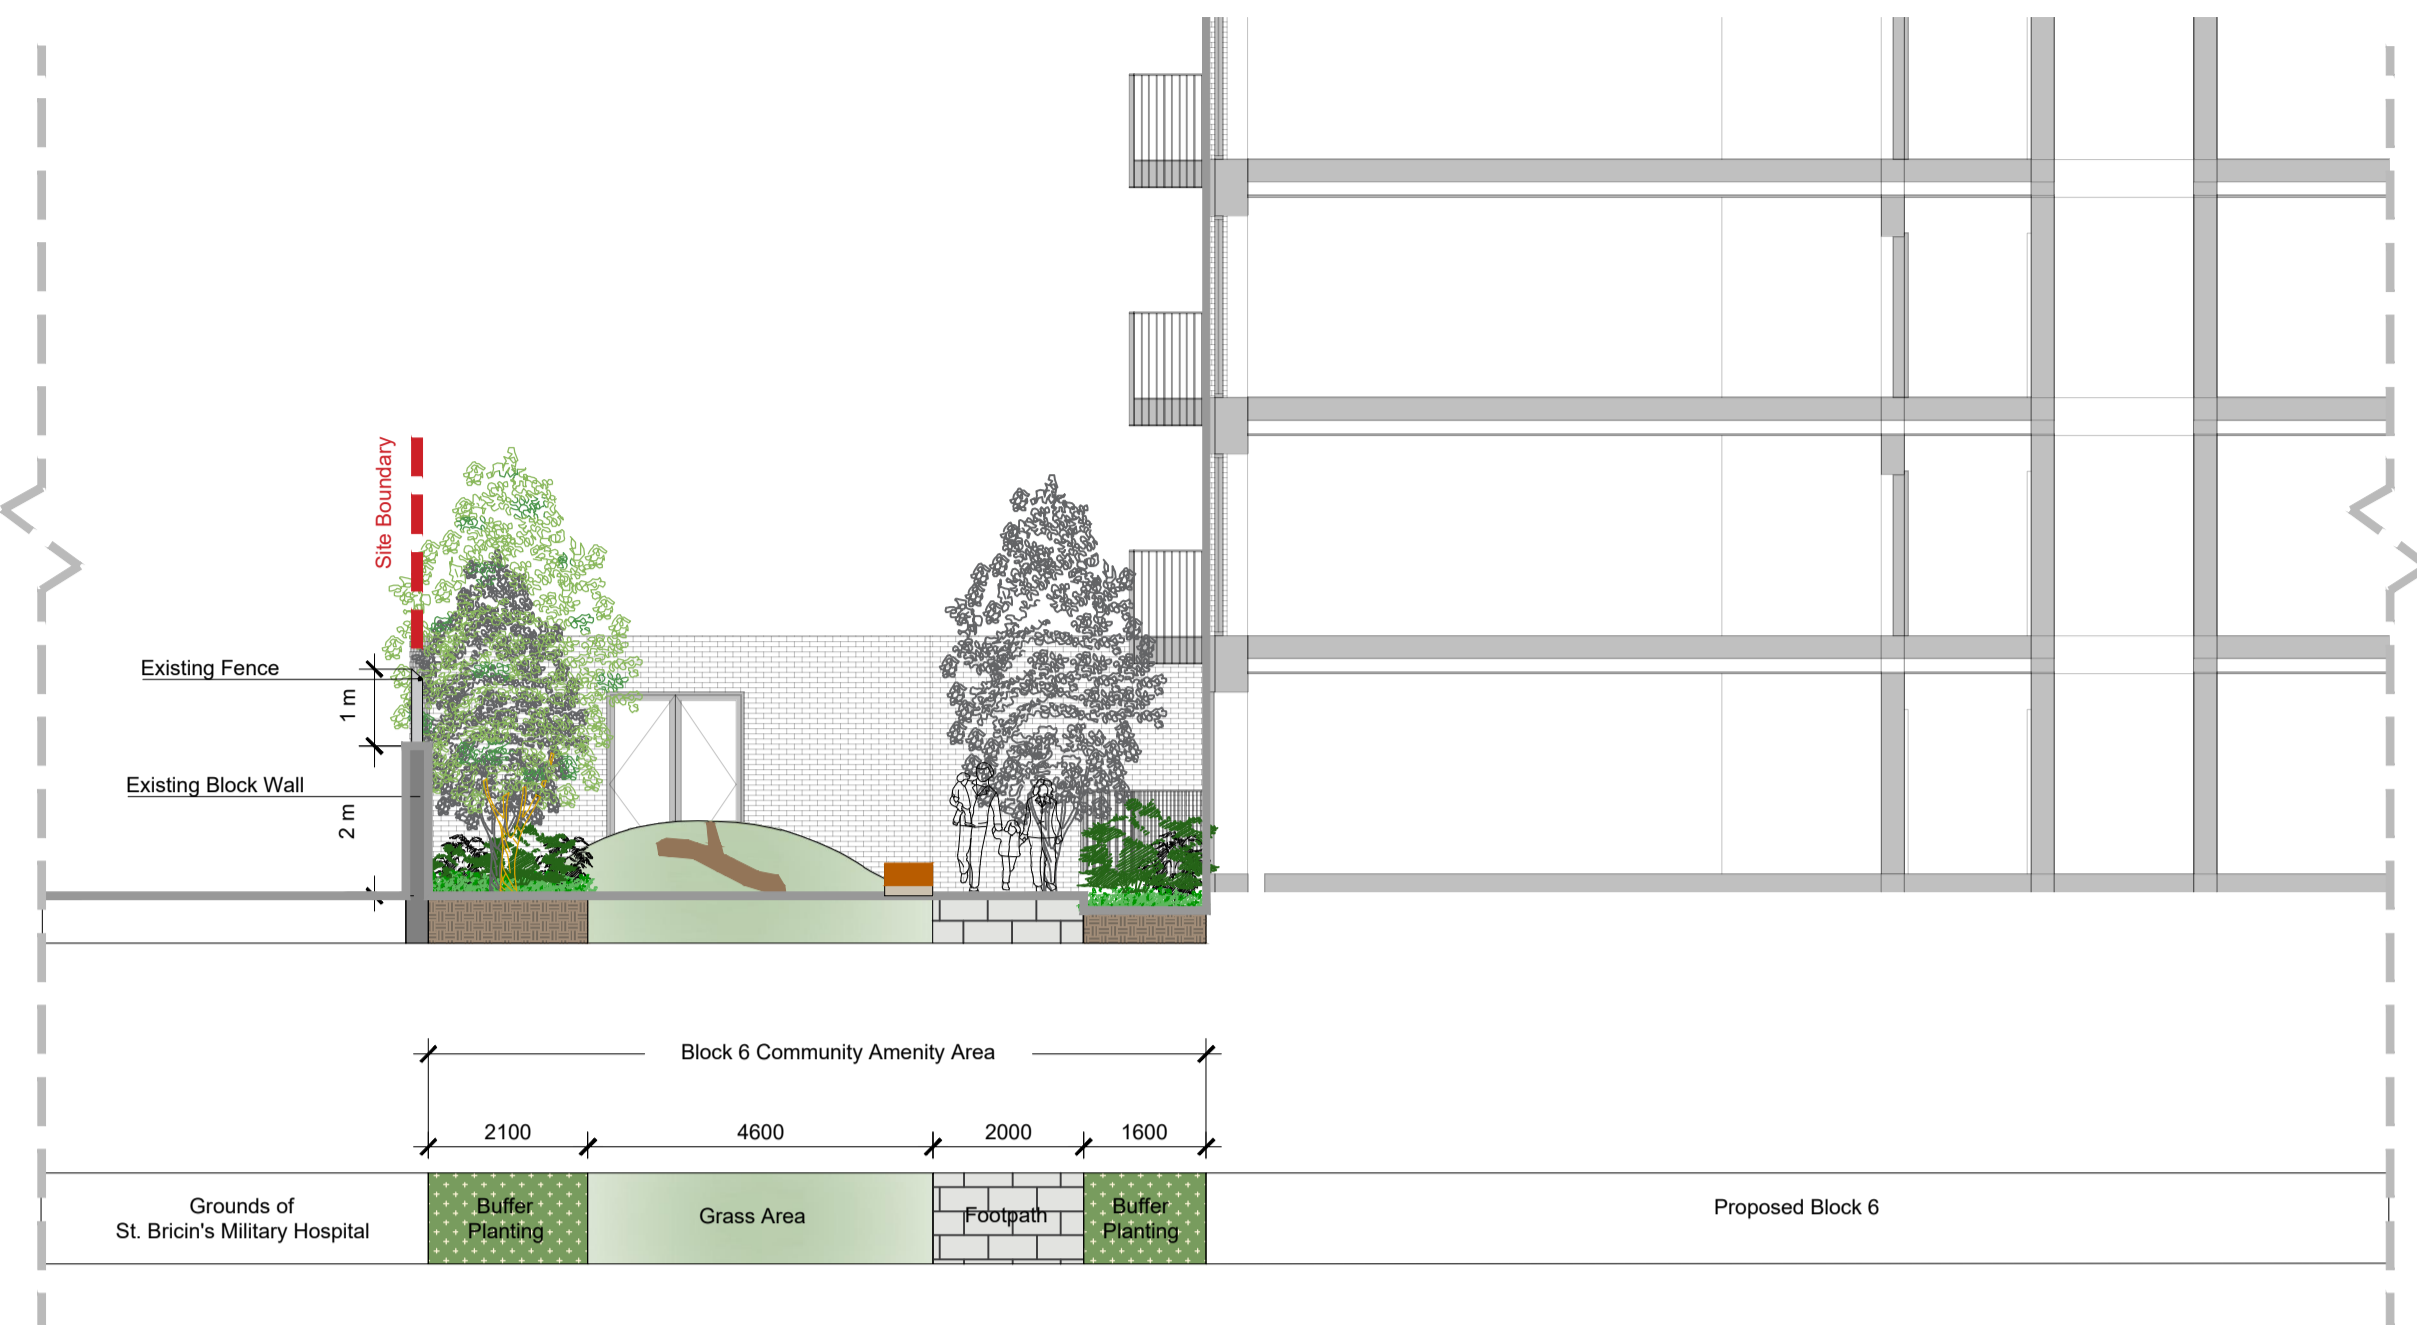 Site Boundary
Existing Fence
1 m
Existing Block Wall
2 m
Block 6 Community Amenity Area
2100
4600
2000
1600
Grounds of
St. Bricin's Military Hospital
Buffer
Planting
Grass Area
Footpath
Buffer
Planting
Proposed Block 6